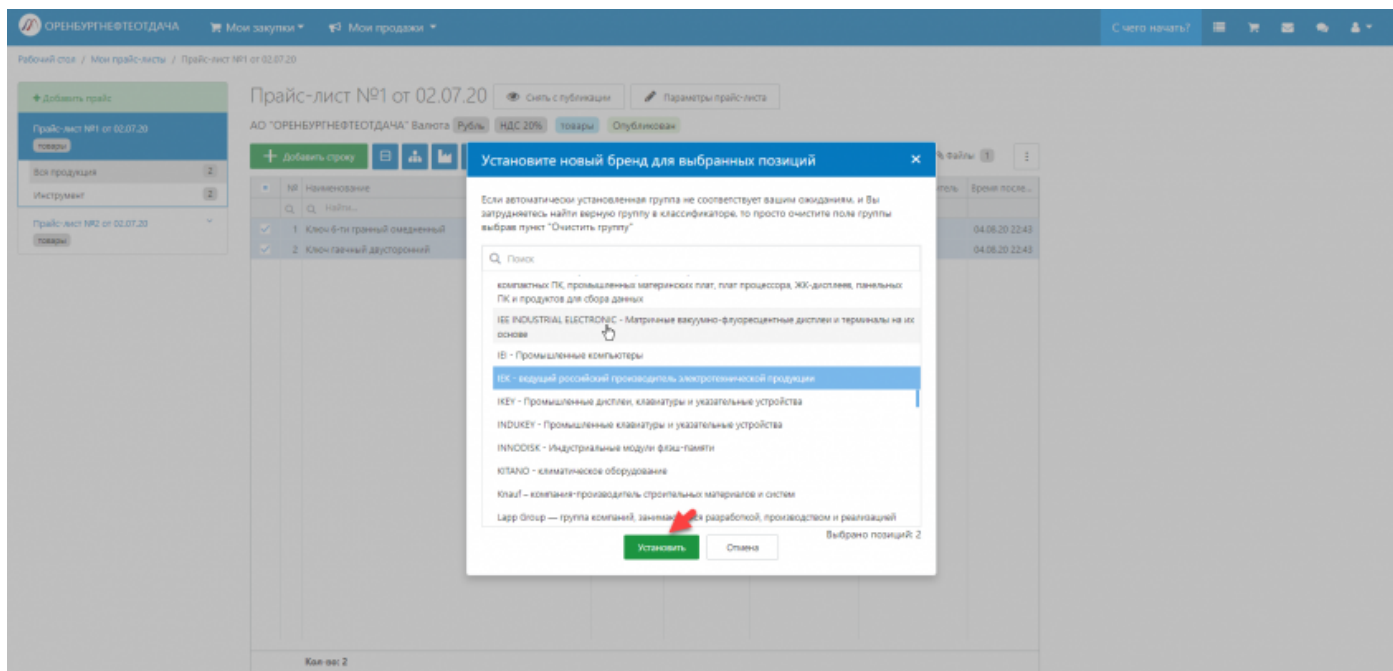 ОРЕНБУРГНЕФТЕОТДАЧА Мои закупки Мои продажи С чего начать?
Рабочий стол / Мои прайс-листы / Прайс-лист №1 от 02.07.20
Добавить прайс
Прайс-лист №1 от 02.07.20
товары
Вся продукция 2
Инструмент 2
Прайс-лист №2 от 02.07.20
товары
Прайс-лист №1 от 02.07.20 Снять с публикации Параметры прайс-листа
АО "ОРЕНБУРГНЕФТЕОТДАЧА" Валюта Рубль НДС 20% товары Опубликован
Добавить строку Файлы 1
№ Наименование Время после...
Найти...
1 Ключ 6-ти гранный омедненный 04.08.20 22:43
2 Ключ гаечный двусторонний 04.08.20 22:43
Кол-во: 2
Установите новый бренд для выбранных позиций
Если автоматически установленная группа не соответствует вашим ожиданиям, и Вы
затрудняетесь найти верную группу в классификаторе, то просто очистите поле группы
выбрав пункт "Очистить группу"
Поиск
компактных ПК, промышленных материнских плат, плат процессора, ЖК-дисплеев, панельных
ПК и продуктов для сбора данных
IEE INDUSTRIAL ELECTRONIC - Матричные вакуумно-флуоресцентные дисплеи и терминалы на их
основе
IEI - Промышленные компьютеры
IEK - ведущий российский производитель электротехнической продукции
IKEY - Промышленные дисплеи, клавиатуры и указательные устройства
INDUKEY - Промышленные клавиатуры и указательные устройства
INNODISK - Индустриальные модули флэш-памяти
KITANO - климатическое оборудование
Knauf – компания-производитель строительных материалов и систем
Lapp Group — группа компаний, разработкой, производством и реализацией
Выбрано позиций: 2
Установить Отмена